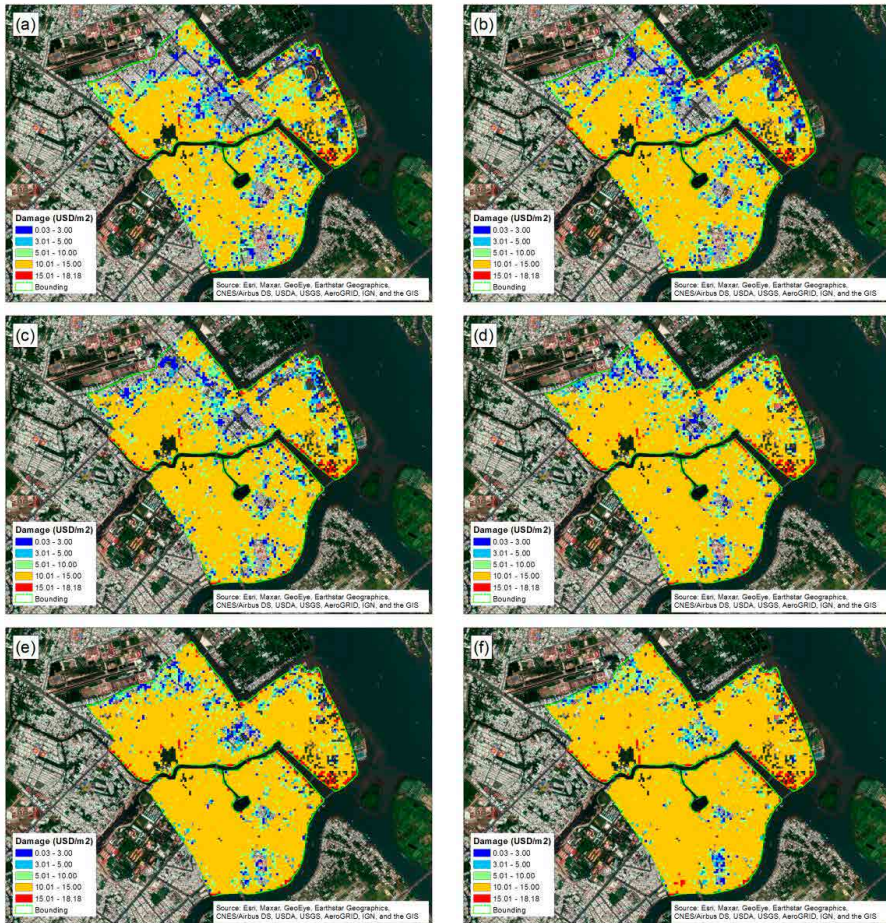 (a)
Damage (USD/m2)
0.03 - 3.00
3.01 - 5.00
5.01 - 10.00
10.01 - 15.00
15.01 - 18.18
Bounding
Source: Esri, Maxar, GeoEye, Earthstar Geographics,
CNES/Airbus DS, USDA, USGS, AeroGRID, IGN, and the GIS
(b)
Damage (USD/m2)
0.03 - 3.00
3.01 - 5.00
5.01 - 10.00
10.01 - 15.00
15.01 - 18.18
Bounding
Source: Esri, Maxar, GeoEye, Earthstar Geographics,
CNES/Airbus DS, USDA, USGS, AeroGRID, IGN, and the GIS
(c)
Damage (USD/m2)
0.03 - 3.00
3.01 - 5.00
5.01 - 10.00
10.01 - 15.00
15.01 - 18.18
Bounding
Source: Esri, Maxar, GeoEye, Earthstar Geographics,
CNES/Airbus DS, USDA, USGS, AeroGRID, IGN, and the GIS
(d)
Damage (USD/m2)
0.03 - 3.00
3.01 - 5.00
5.01 - 10.00
10.01 - 15.00
15.01 - 18.18
Bounding
Source: Esri, Maxar, GeoEye, Earthstar Geographics,
CNES/Airbus DS, USDA, USGS, AeroGRID, IGN, and the GIS
(e)
Damage (USD/m2)
0.03 - 3.00
3.01 - 5.00
5.01 - 10.00
10.01 - 15.00
15.01 - 18.18
Bounding
Source: Esri, Maxar, GeoEye, Earthstar Geographics,
CNES/Airbus DS, USDA, USGS, AeroGRID, IGN, and the GIS
(f)
Damage (USD/m2)
0.03 - 3.00
3.01 - 5.00
5.01 - 10.00
10.01 - 15.00
15.01 - 18.18
Bounding
Source: Esri, Maxar, GeoEye, Earthstar Geographics,
CNES/Airbus DS, USDA, USGS, AeroGRID, IGN, and the GIS